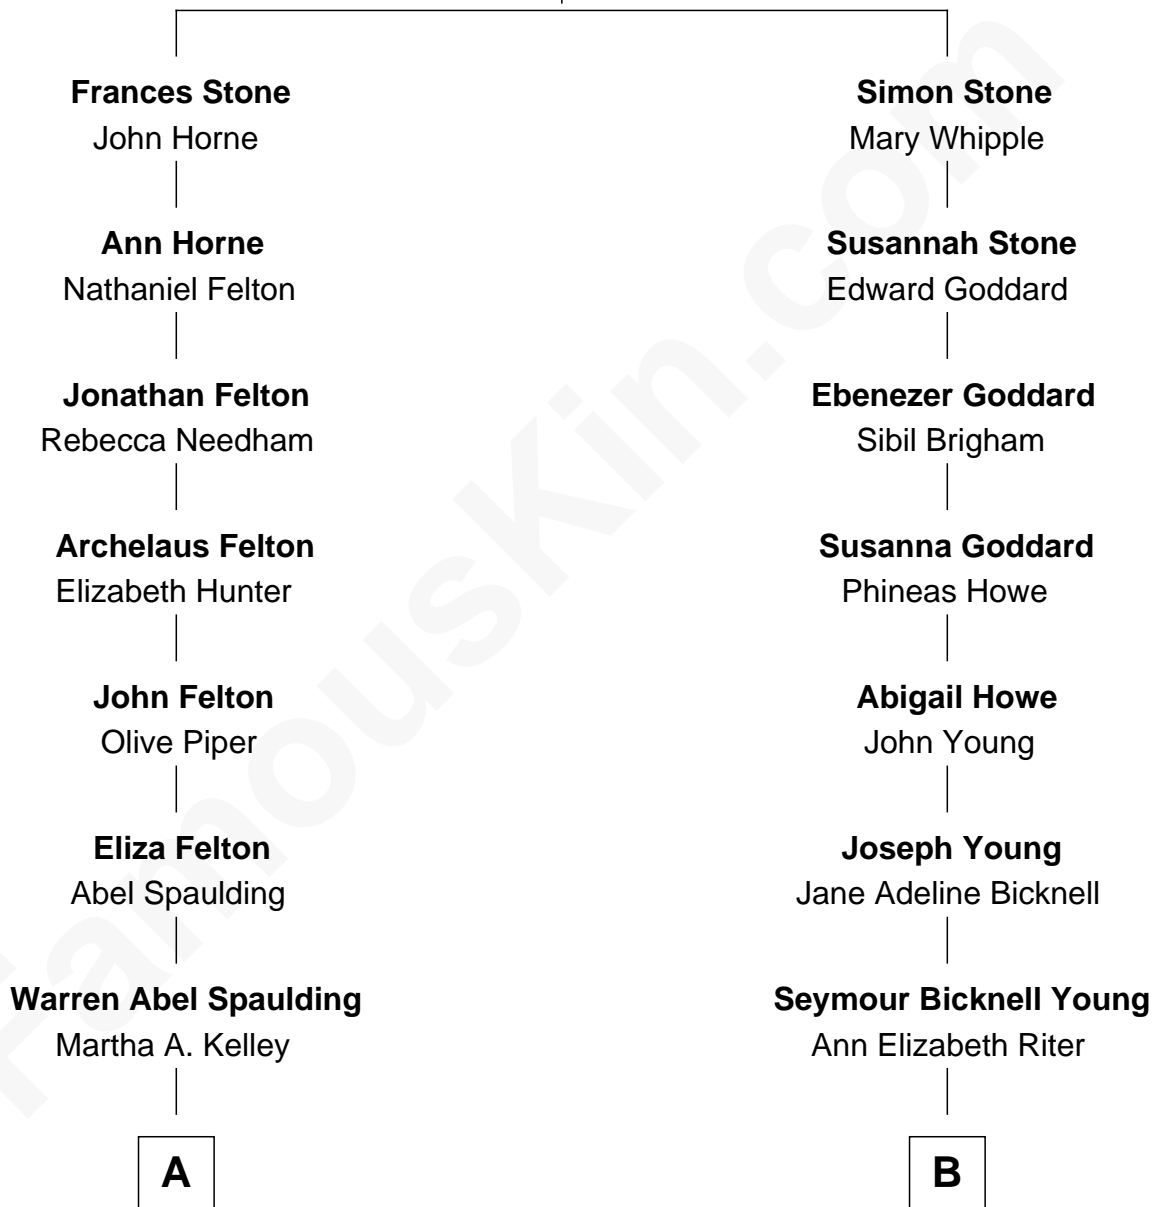 Frances Stone
John Horne
Ann Horne
Nathaniel Felton
Jonathan Felton
Rebecca Needham
Archelaus Felton
Elizabeth Hunter
John Felton
Olive Piper
Eliza Felton
Abel Spaulding
Warren Abel Spaulding
Martha A. Kelley
A
Simon Stone
Mary Whipple
Susannah Stone
Edward Goddard
Ebenezer Goddard
Sibil Brigham
Susanna Goddard
Phineas Howe
Abigail Howe
John Young
Joseph Young
Jane Adeline Bicknell
Seymour Bicknell Young
Ann Elizabeth Riter
B
FamousKin.com